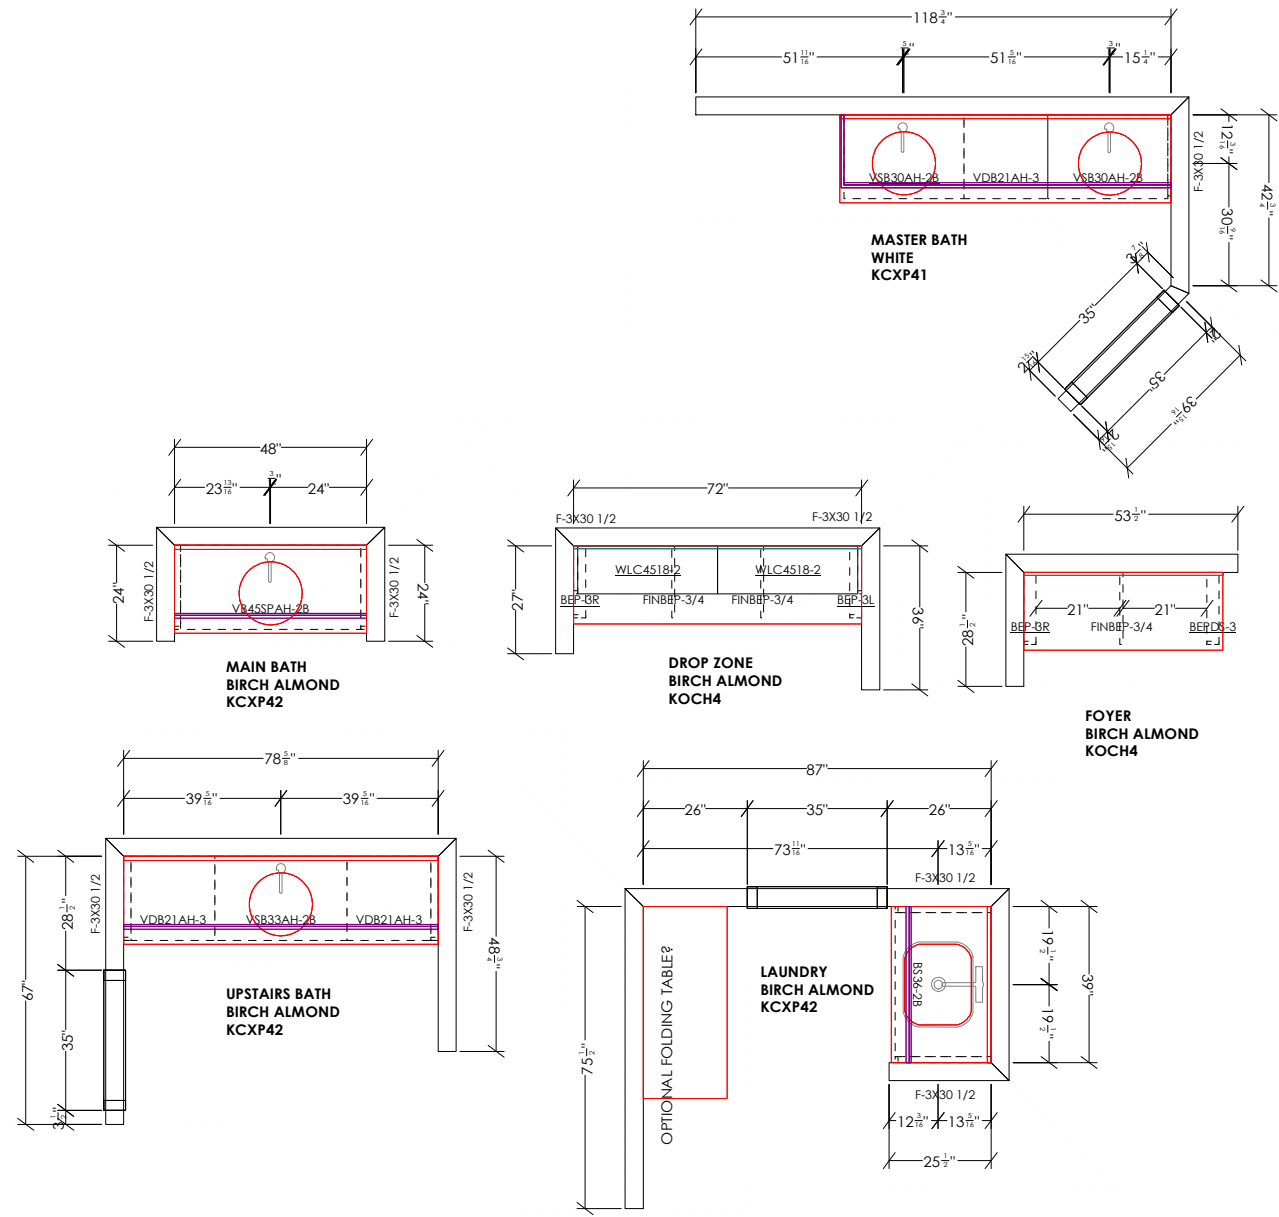 118 3/4"
51 11/16"
51 5/16"
3/4"
15 1/4"
VSB30AH-2B
VDB21AH-3
VSB30AH-2B
F-3X30 1/2
12 3/16"
30 9/16"
42 3/4"
MASTER BATH
WHITE
KCXP41
3 7/8"
35"
2 15/16"
35"
39 15/16"
48"
23 13/16"
3/8"
24"
24"
F-3X30 1/2
VB45SPAH-2B
F-3X30 1/2
24"
MAIN BATH
BIRCH ALMOND
KCXP42
72"
F-3X30 1/2
F-3X30 1/2
27"
WLC4518-2
WLC4518-2
BEP-3R
FINBEP-3/4
FINBEP-3/4
BEP-3L
36"
DROP ZONE
BIRCH ALMOND
KOCH4
53 1/2"
28 1/2"
21"
21"
BEP-3R
FINBEP-3/4
BEPDS-3
FOYER
BIRCH ALMOND
KOCH4
78 5/8"
39 5/16"
39 5/16"
F-3X30 1/2
VDB21AH-3
VSB33AH-2B
VDB21AH-3
F-3X30 1/2
67"
28 1/2"
35"
3 1/2"
48 3/4"
UPSTAIRS BATH
BIRCH ALMOND
KCXP42
87"
26"
35"
26"
73 11/16"
13 5/16"
F-3X30 1/2
75 1/2"
OPTIONAL FOLDING TABLE?
LAUNDRY
BIRCH ALMOND
KCXP42
BS36-2B
19 1/2"
19 1/2"
39"
F-3X30 1/2
12 3/16"
13 5/16"
25 1/2"